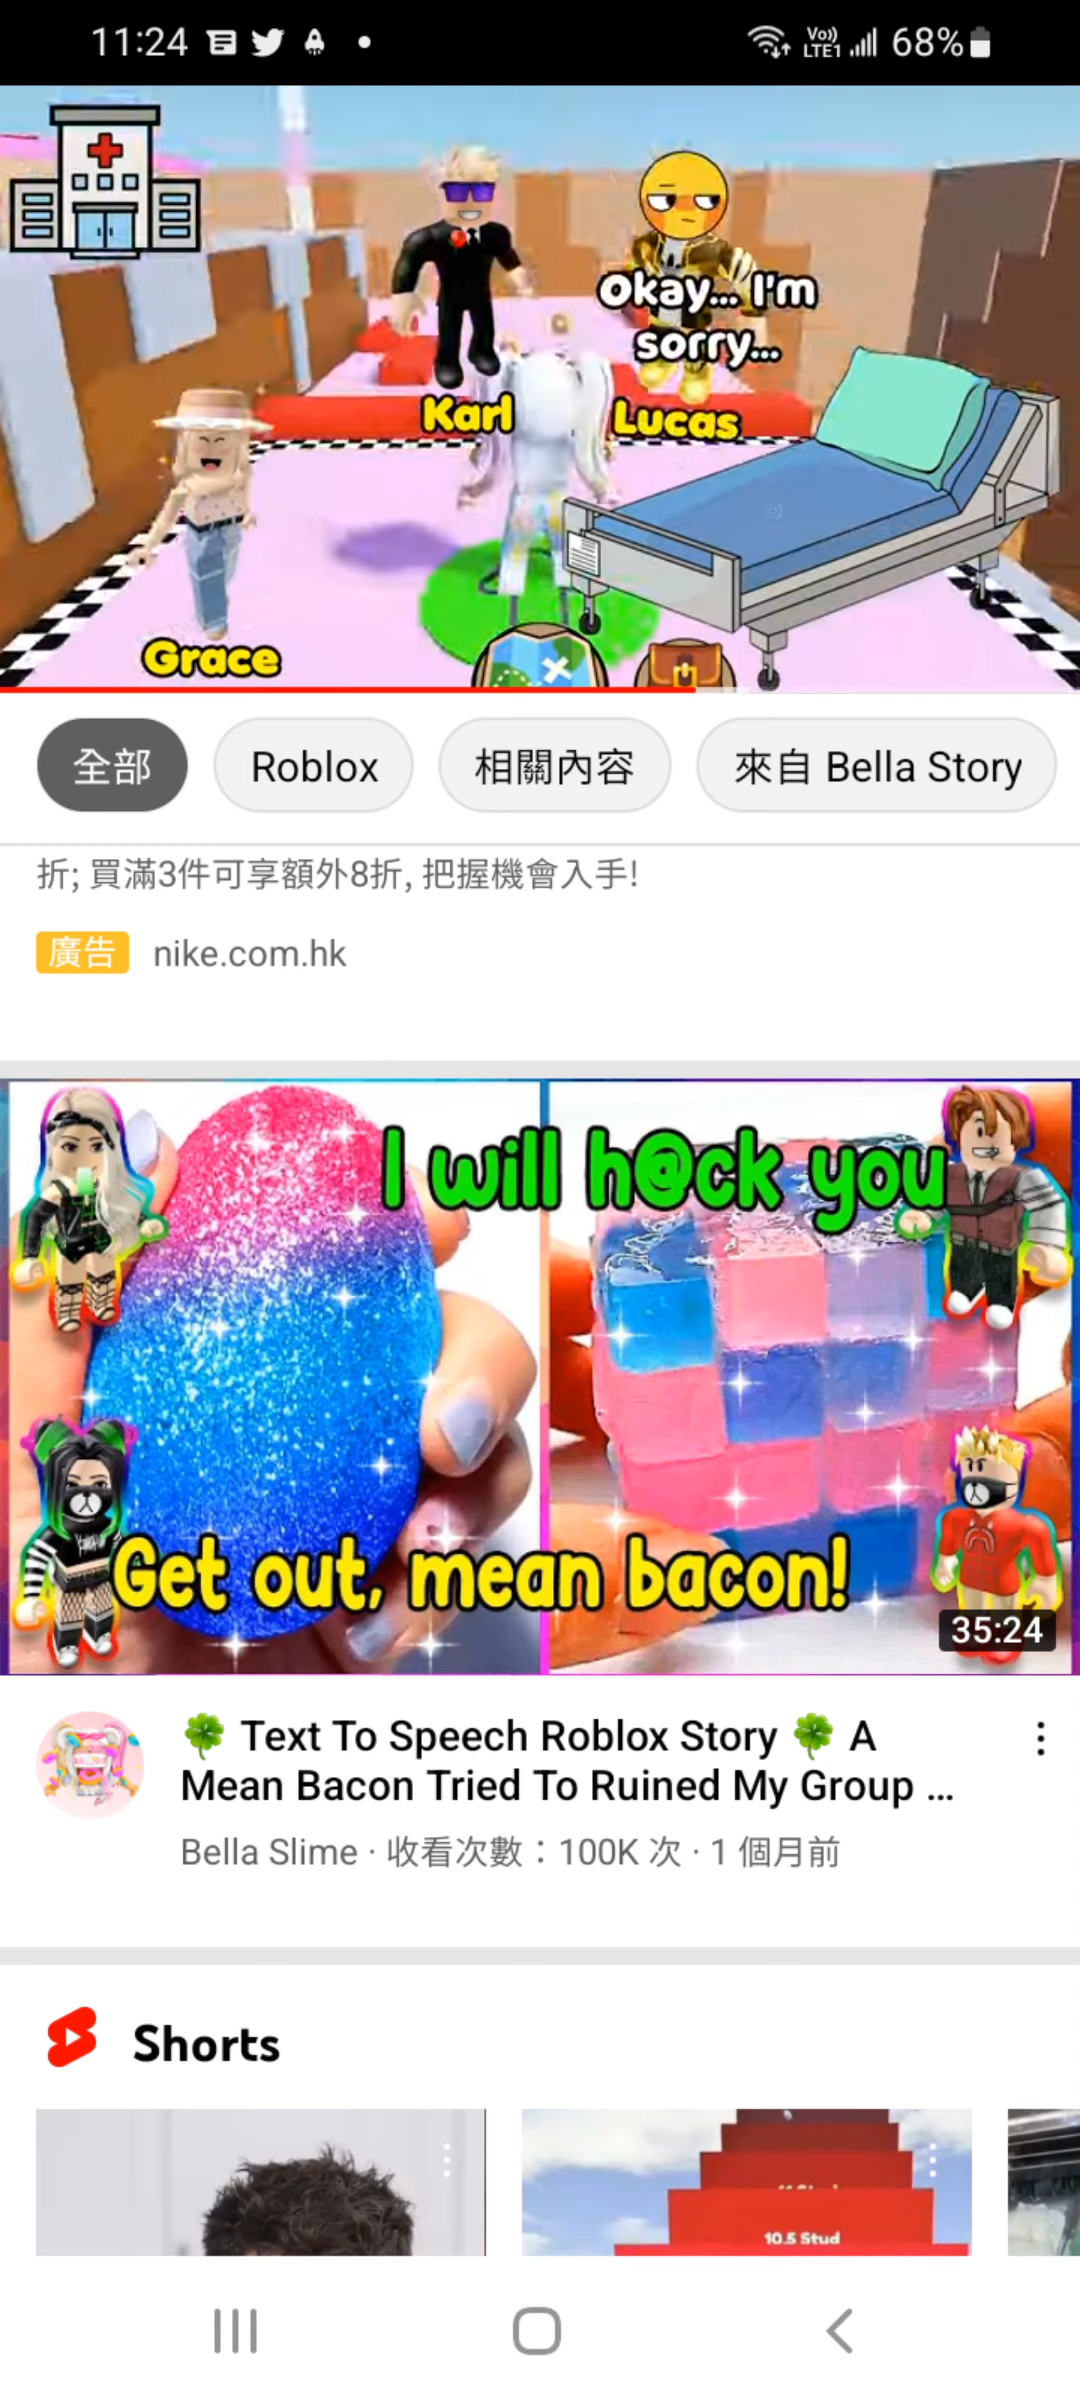 11:24
Vo))
LTE1
68%
Okay... I'm
sorry...
Karl
Lucas
Grace
全部
Roblox
相關內容
來自 Bella Story
折; 買滿3件可享額外8折, 把握機會入手!
廣告
nike.com.hk
I will h@ck you
Get out, mean bacon!
35:24
🍀 Text To Speech Roblox Story 🍀 A
Mean Bacon Tried To Ruined My Group ...
Bella Slime · 收看次數：100K 次 · 1 個月前
Shorts
10.5 Stud